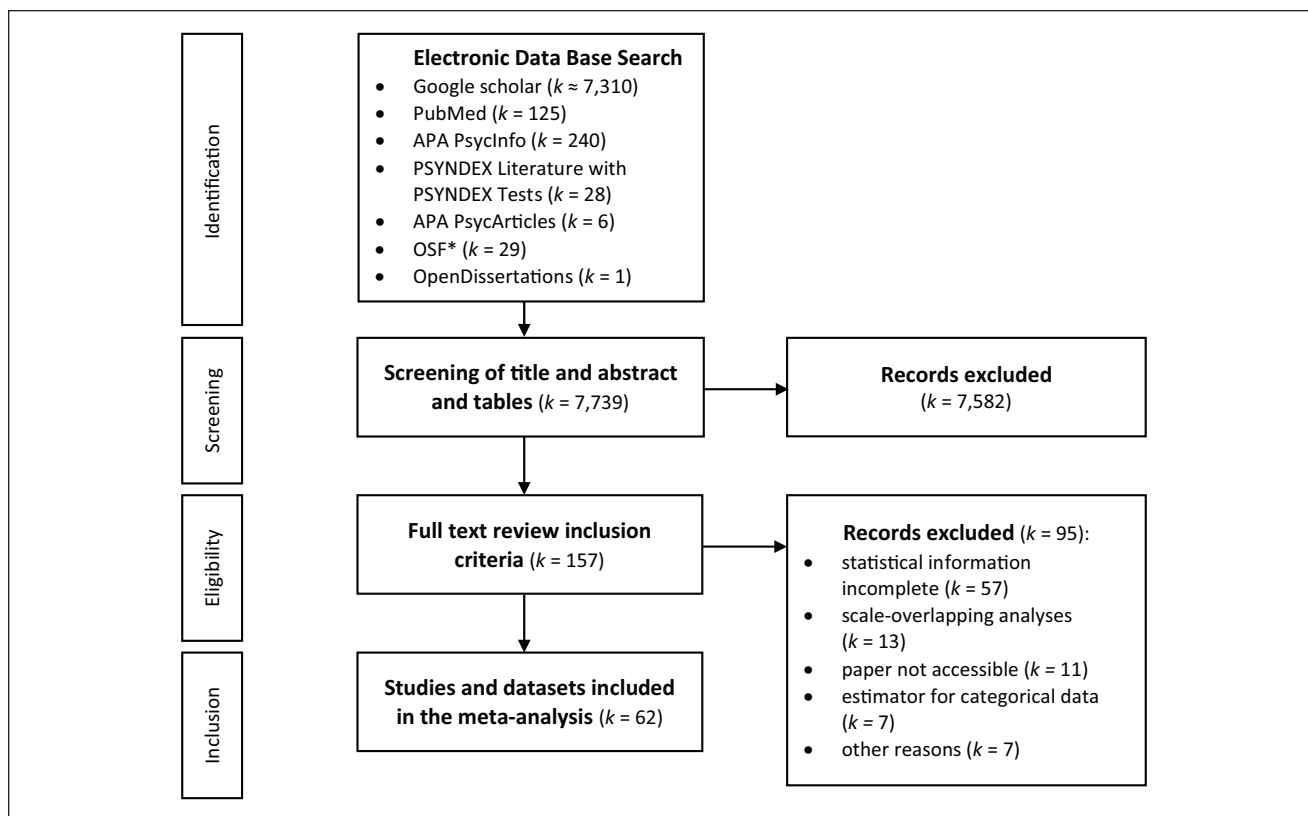 Identification
Electronic Data Base Search
• Google scholar (k ≈ 7,310)
• PubMed (k = 125)
• APA PsycInfo (k = 240)
• PSYNDEX Literature with
PSYNDEX Tests (k = 28)
• APA PsycArticles (k = 6)
• OSF* (k = 29)
• OpenDissertations (k = 1)
Screening
Screening of title and abstract
and tables (k = 7,739)
Records excluded
(k = 7,582)
Eligibility
Full text review inclusion
criteria (k = 157)
Records excluded (k = 95):
• statistical information
incomplete (k = 57)
• scale-overlapping analyses
(k = 13)
• paper not accessible (k = 11)
• estimator for categorical data
(k = 7)
• other reasons (k = 7)
Inclusion
Studies and datasets included
in the meta-analysis (k = 62)